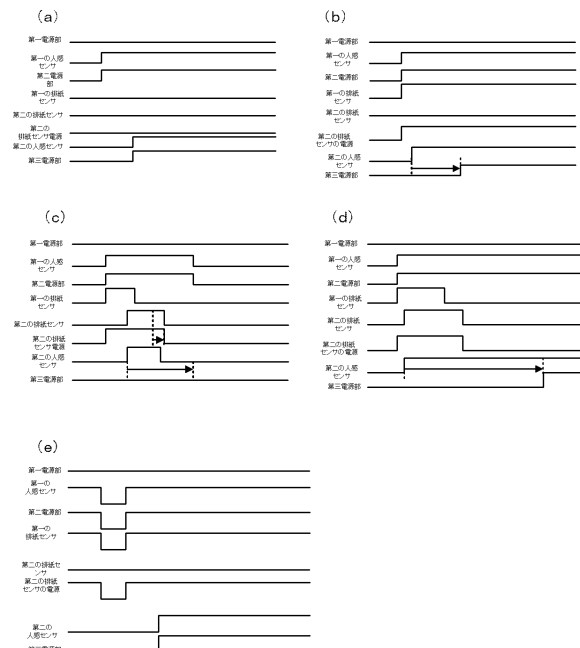 (a)
第一電源部
第一の人感
センサ
第二電源
部
第一の排紙
センサ
第二の排紙センサ
第二の
排紙センサ電源
第二の人感センサ
第三電源部
(b)
第一電源部
第一の人感
センサ
第二電源部
第一の排紙
センサ
第二の排紙
センサ
第二の排紙
センサの電源
第二の人感
センサ
第三電源部
(c)
第一電源部
第一の人感
センサ
第二電源部
第一の排紙
センサ
第二の排紙センサ
第二の排紙
センサ電源
第二の人感
センサ
第三電源部
(d)
第一電源部
第一の人感
センサ
第二電源部
第一の排紙
センサ
第二の排紙
センサ
第二の排紙
センサの電源
第二の人感
センサ
第三電源部
(e)
第一電源部
第一の
人感センサ
第二電源部
第一の
排紙センサ
第二の排紙セ
ンサ
第二の排紙
センサの電源
第二の
人感センサ